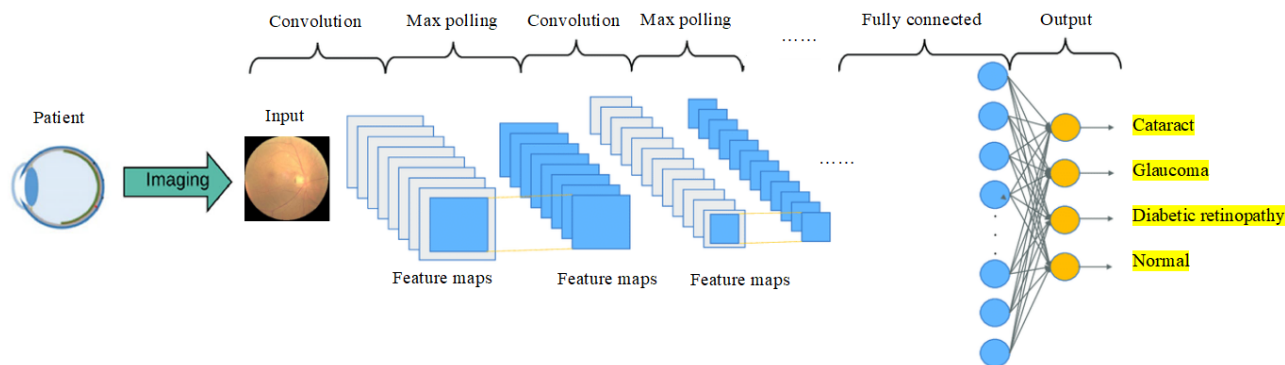 Convolution
Max polling
Convolution
Max polling
……
Fully connected
Output
Patient
Input
Imaging
……
Cataract
Glaucoma
Diabetic retinopathy
Normal
Feature maps
Feature maps
Feature maps